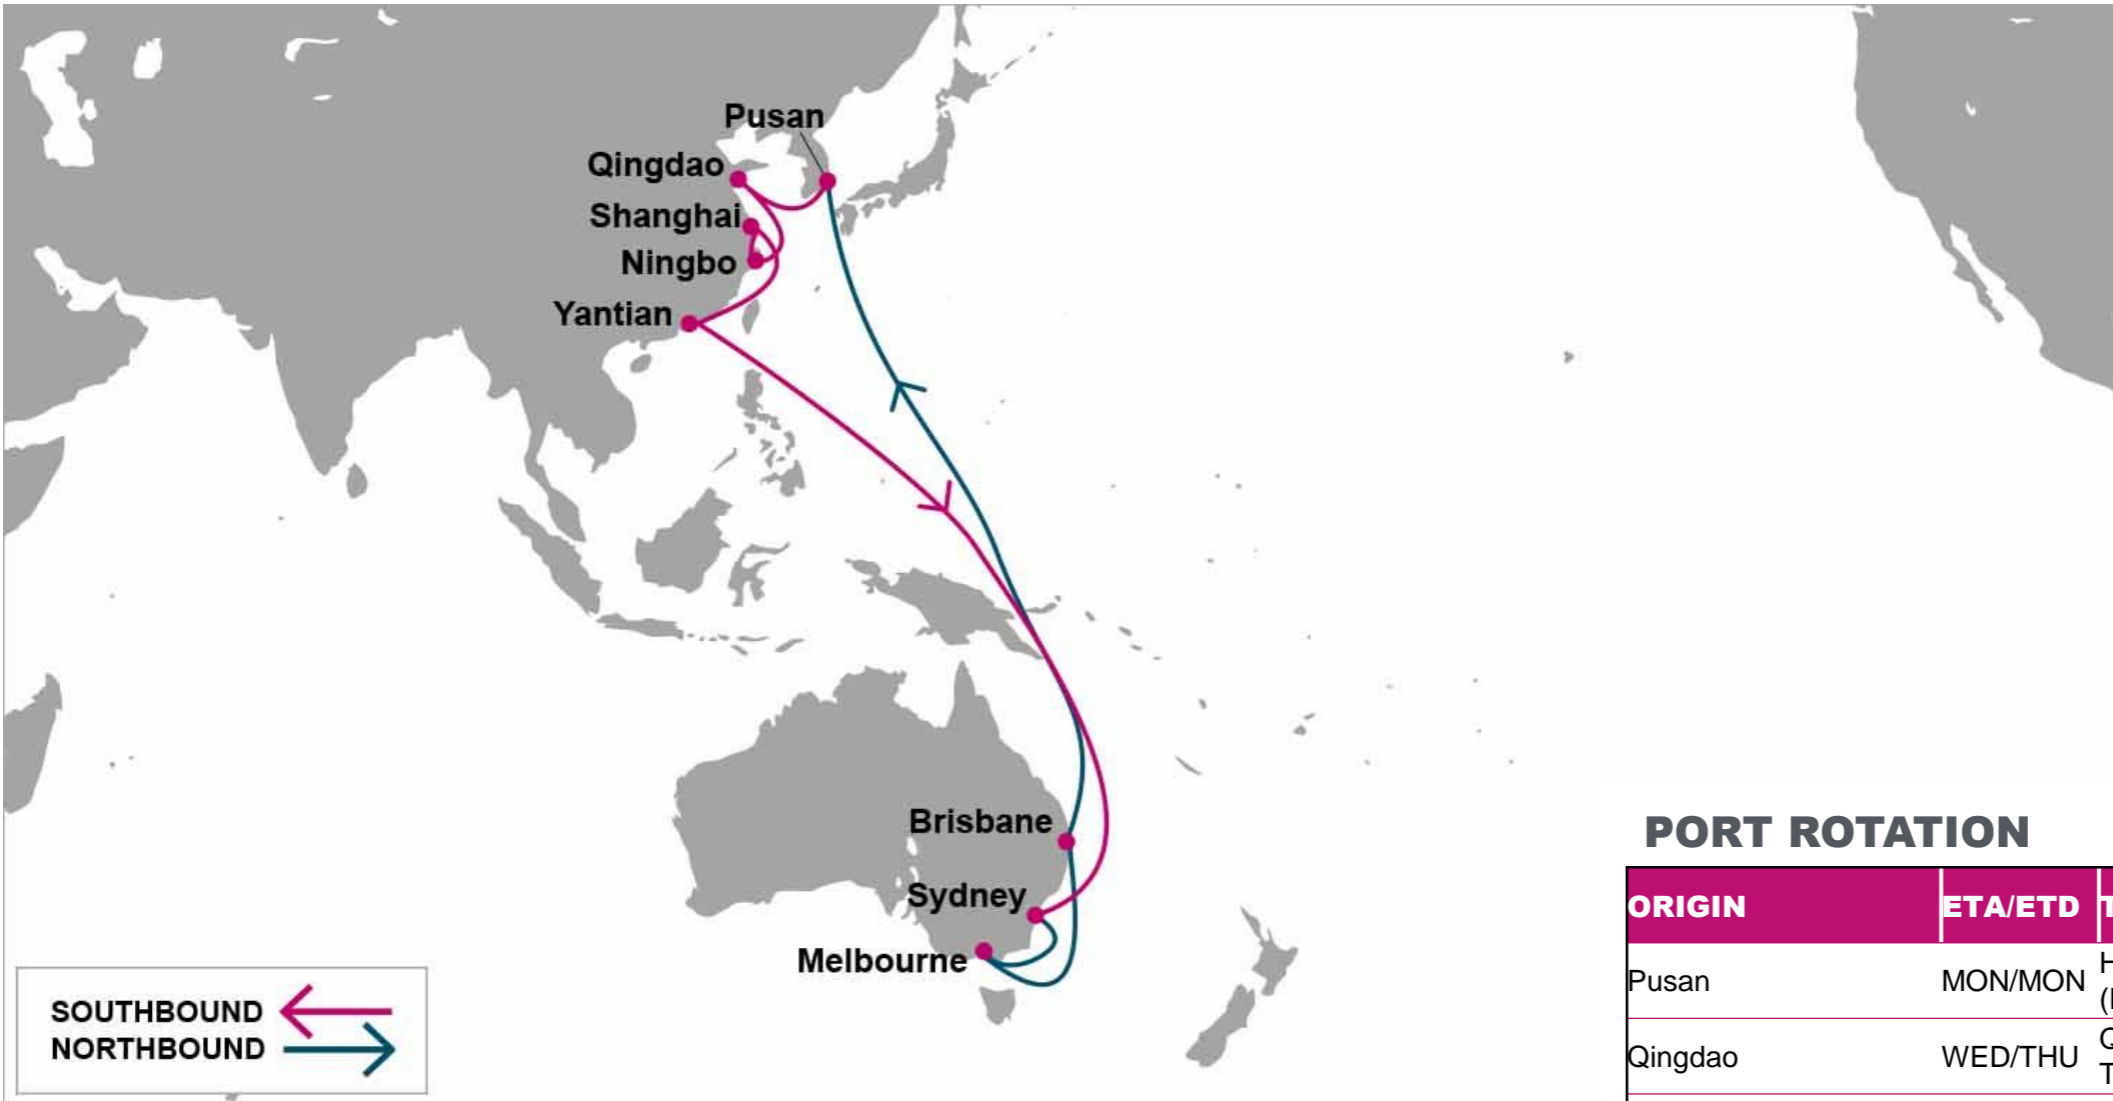 Pusan
Qingdao
Shanghai
Ningbo
Yantian
Brisbane
Sydney
Melbourne
SOUTHBOUND
NORTHBOUND
PORT ROTATION
ORIGIN ETA/ETD
Pusan MON/MON
Qingdao WED/THU